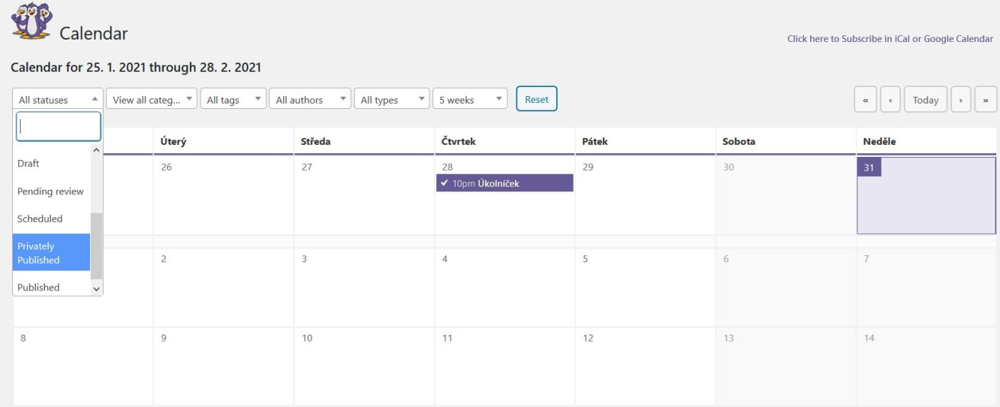 Calendar
Click here to Subscribe in iCal or Google Calendar
Calendar for 25. 1. 2021 through 28. 2. 2021
All statuses View all categ... All tags All authors All types 5 weeks Reset « ‹ Today › »
Draft
Pending review
Scheduled
Privately
Published
Published
Úterý Středa Čtvrtek Pátek Sobota Neděle
26 27 28 29 30 31
✔ 10pm Úkolníček
2 3 4 5 6 7
8 9 10 11 12 13 14